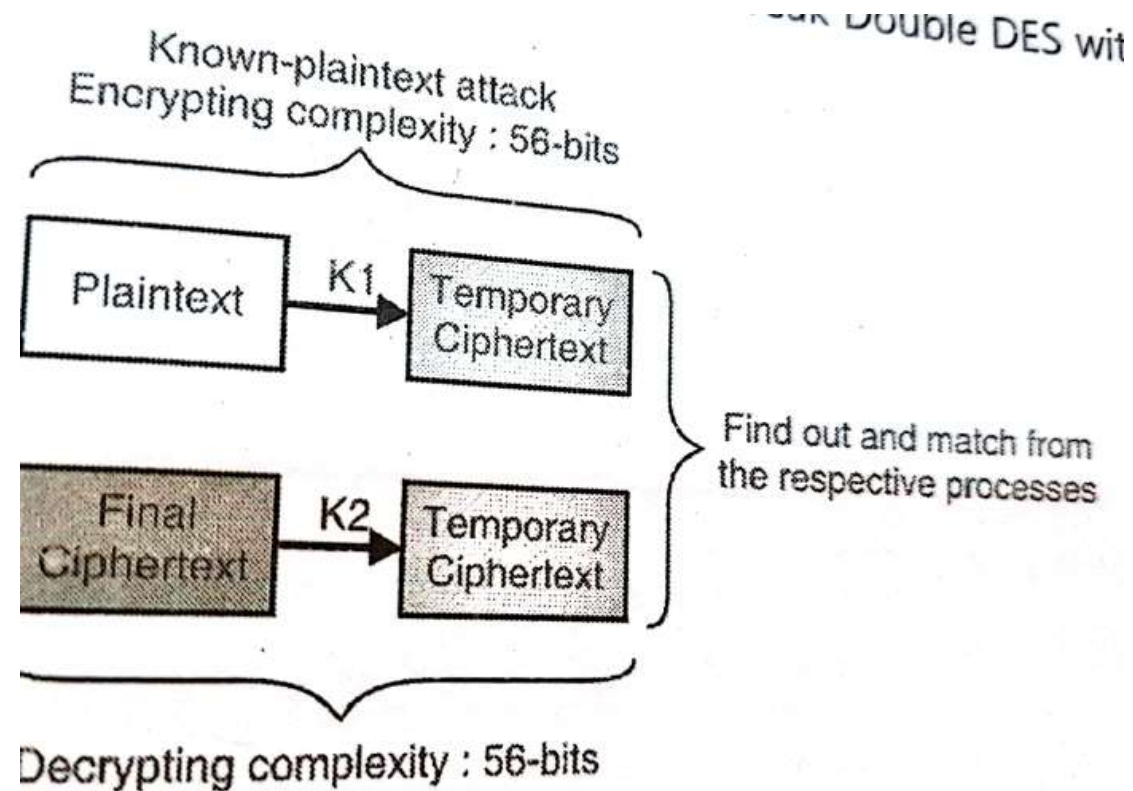 Double DES wit
Known-plaintext attack
Encrypting complexity : 56-bits
Plaintext
K1
Temporary
Ciphertext
Find out and match from
the respective processes
Final
Ciphertext
K2
Temporary
Ciphertext
Decrypting complexity : 56-bits